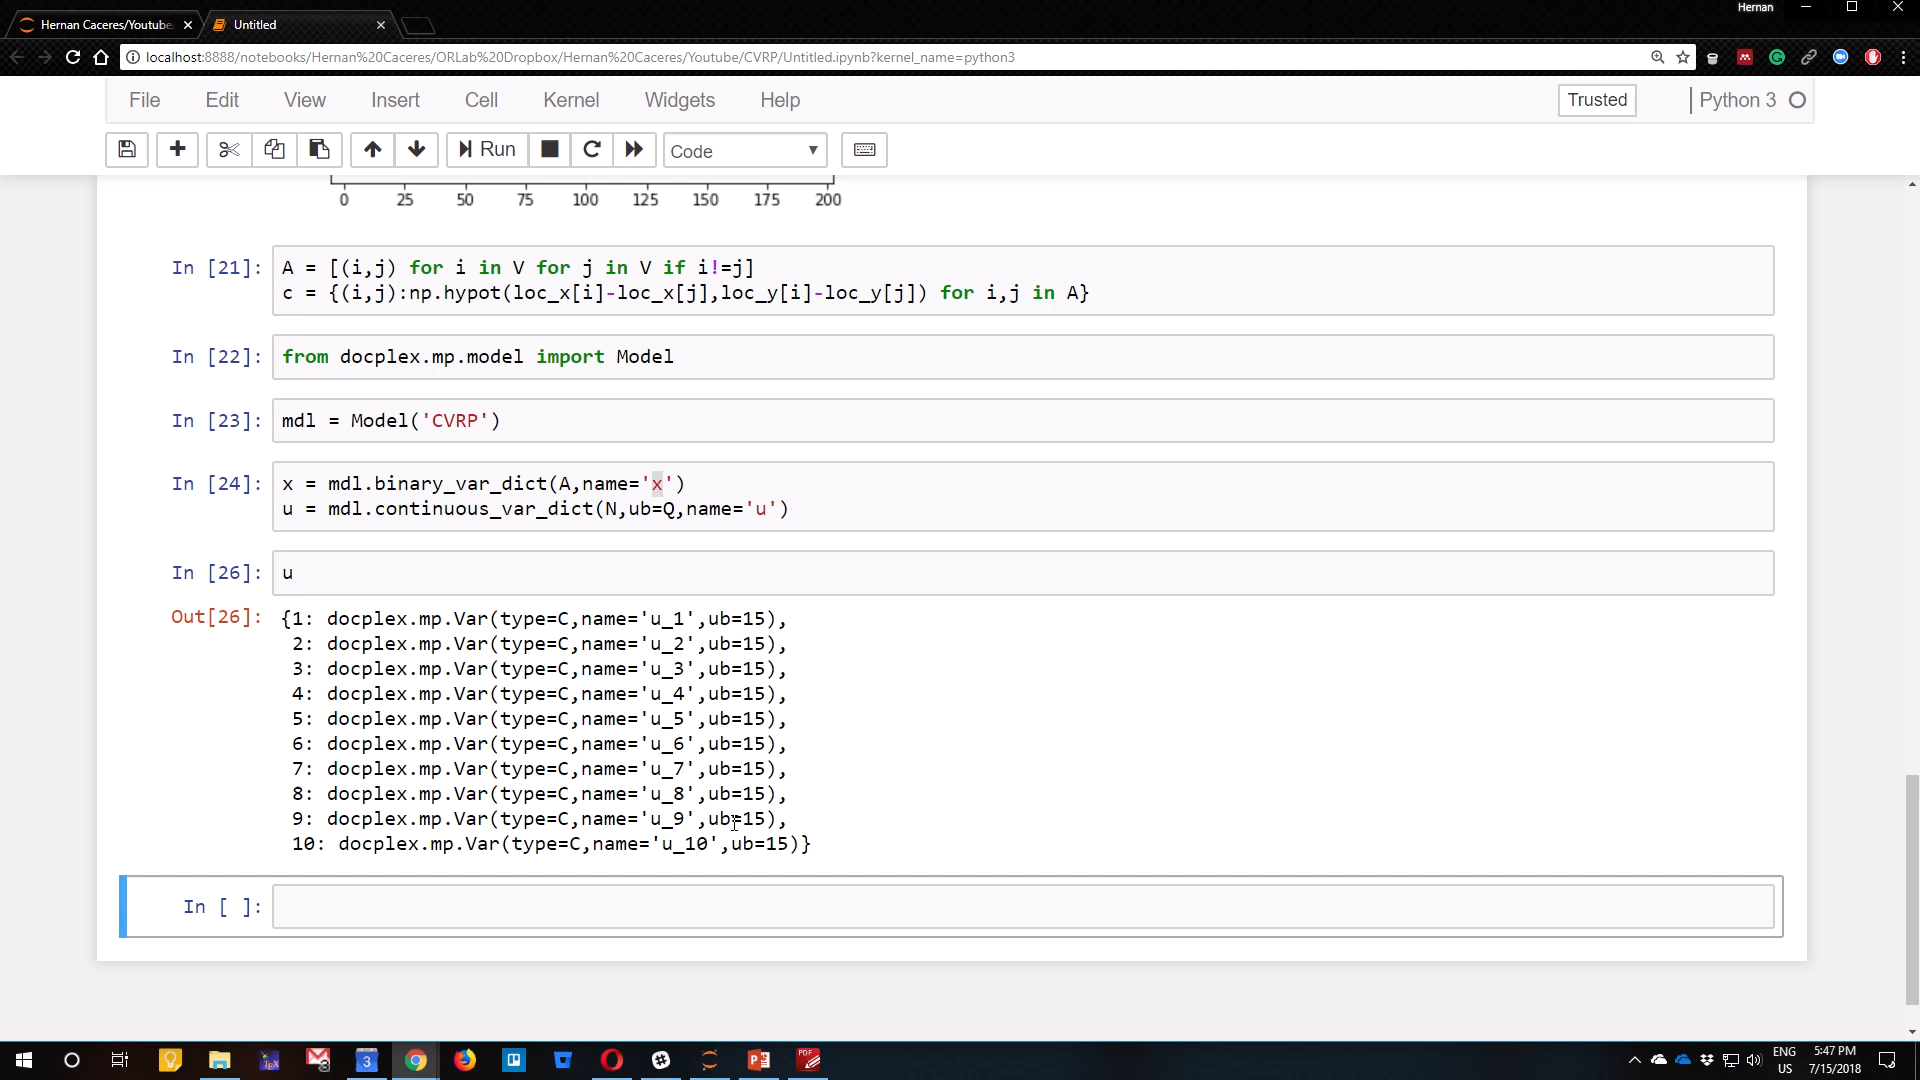 Hernan
Hernan Caceres/Youtube
Untitled
localhost:8888/notebooks/Hernan%20Caceres/ORLab%20Dropbox/Hernan%20Caceres/Youtube/CVRP/Untitled.ipynb?kernel_name=python3
File Edit View Insert Cell Kernel Widgets Help Trusted Python 3
Run Code
0 25 50 75 100 125 150 175 200
In [21]: A = [(i,j) for i in V for j in V if i!=j]
c = {(i,j):np.hypot(loc_x[i]-loc_x[j],loc_y[i]-loc_y[j]) for i,j in A}
In [22]: from docplex.mp.model import Model
In [23]: mdl = Model('CVRP')
In [24]: x = mdl.binary_var_dict(A,name='x')
u = mdl.continuous_var_dict(N,ub=Q,name='u')
In [26]: u
Out[26]: {1: docplex.mp.Var(type=C,name='u_1',ub=15),
2: docplex.mp.Var(type=C,name='u_2',ub=15),
3: docplex.mp.Var(type=C,name='u_3',ub=15),
4: docplex.mp.Var(type=C,name='u_4',ub=15),
5: docplex.mp.Var(type=C,name='u_5',ub=15),
6: docplex.mp.Var(type=C,name='u_6',ub=15),
7: docplex.mp.Var(type=C,name='u_7',ub=15),
8: docplex.mp.Var(type=C,name='u_8',ub=15),
9: docplex.mp.Var(type=C,name='u_9',ub=15),
10: docplex.mp.Var(type=C,name='u_10',ub=15)}
In [ ]:
ENG 5:47 PM
US 7/15/2018